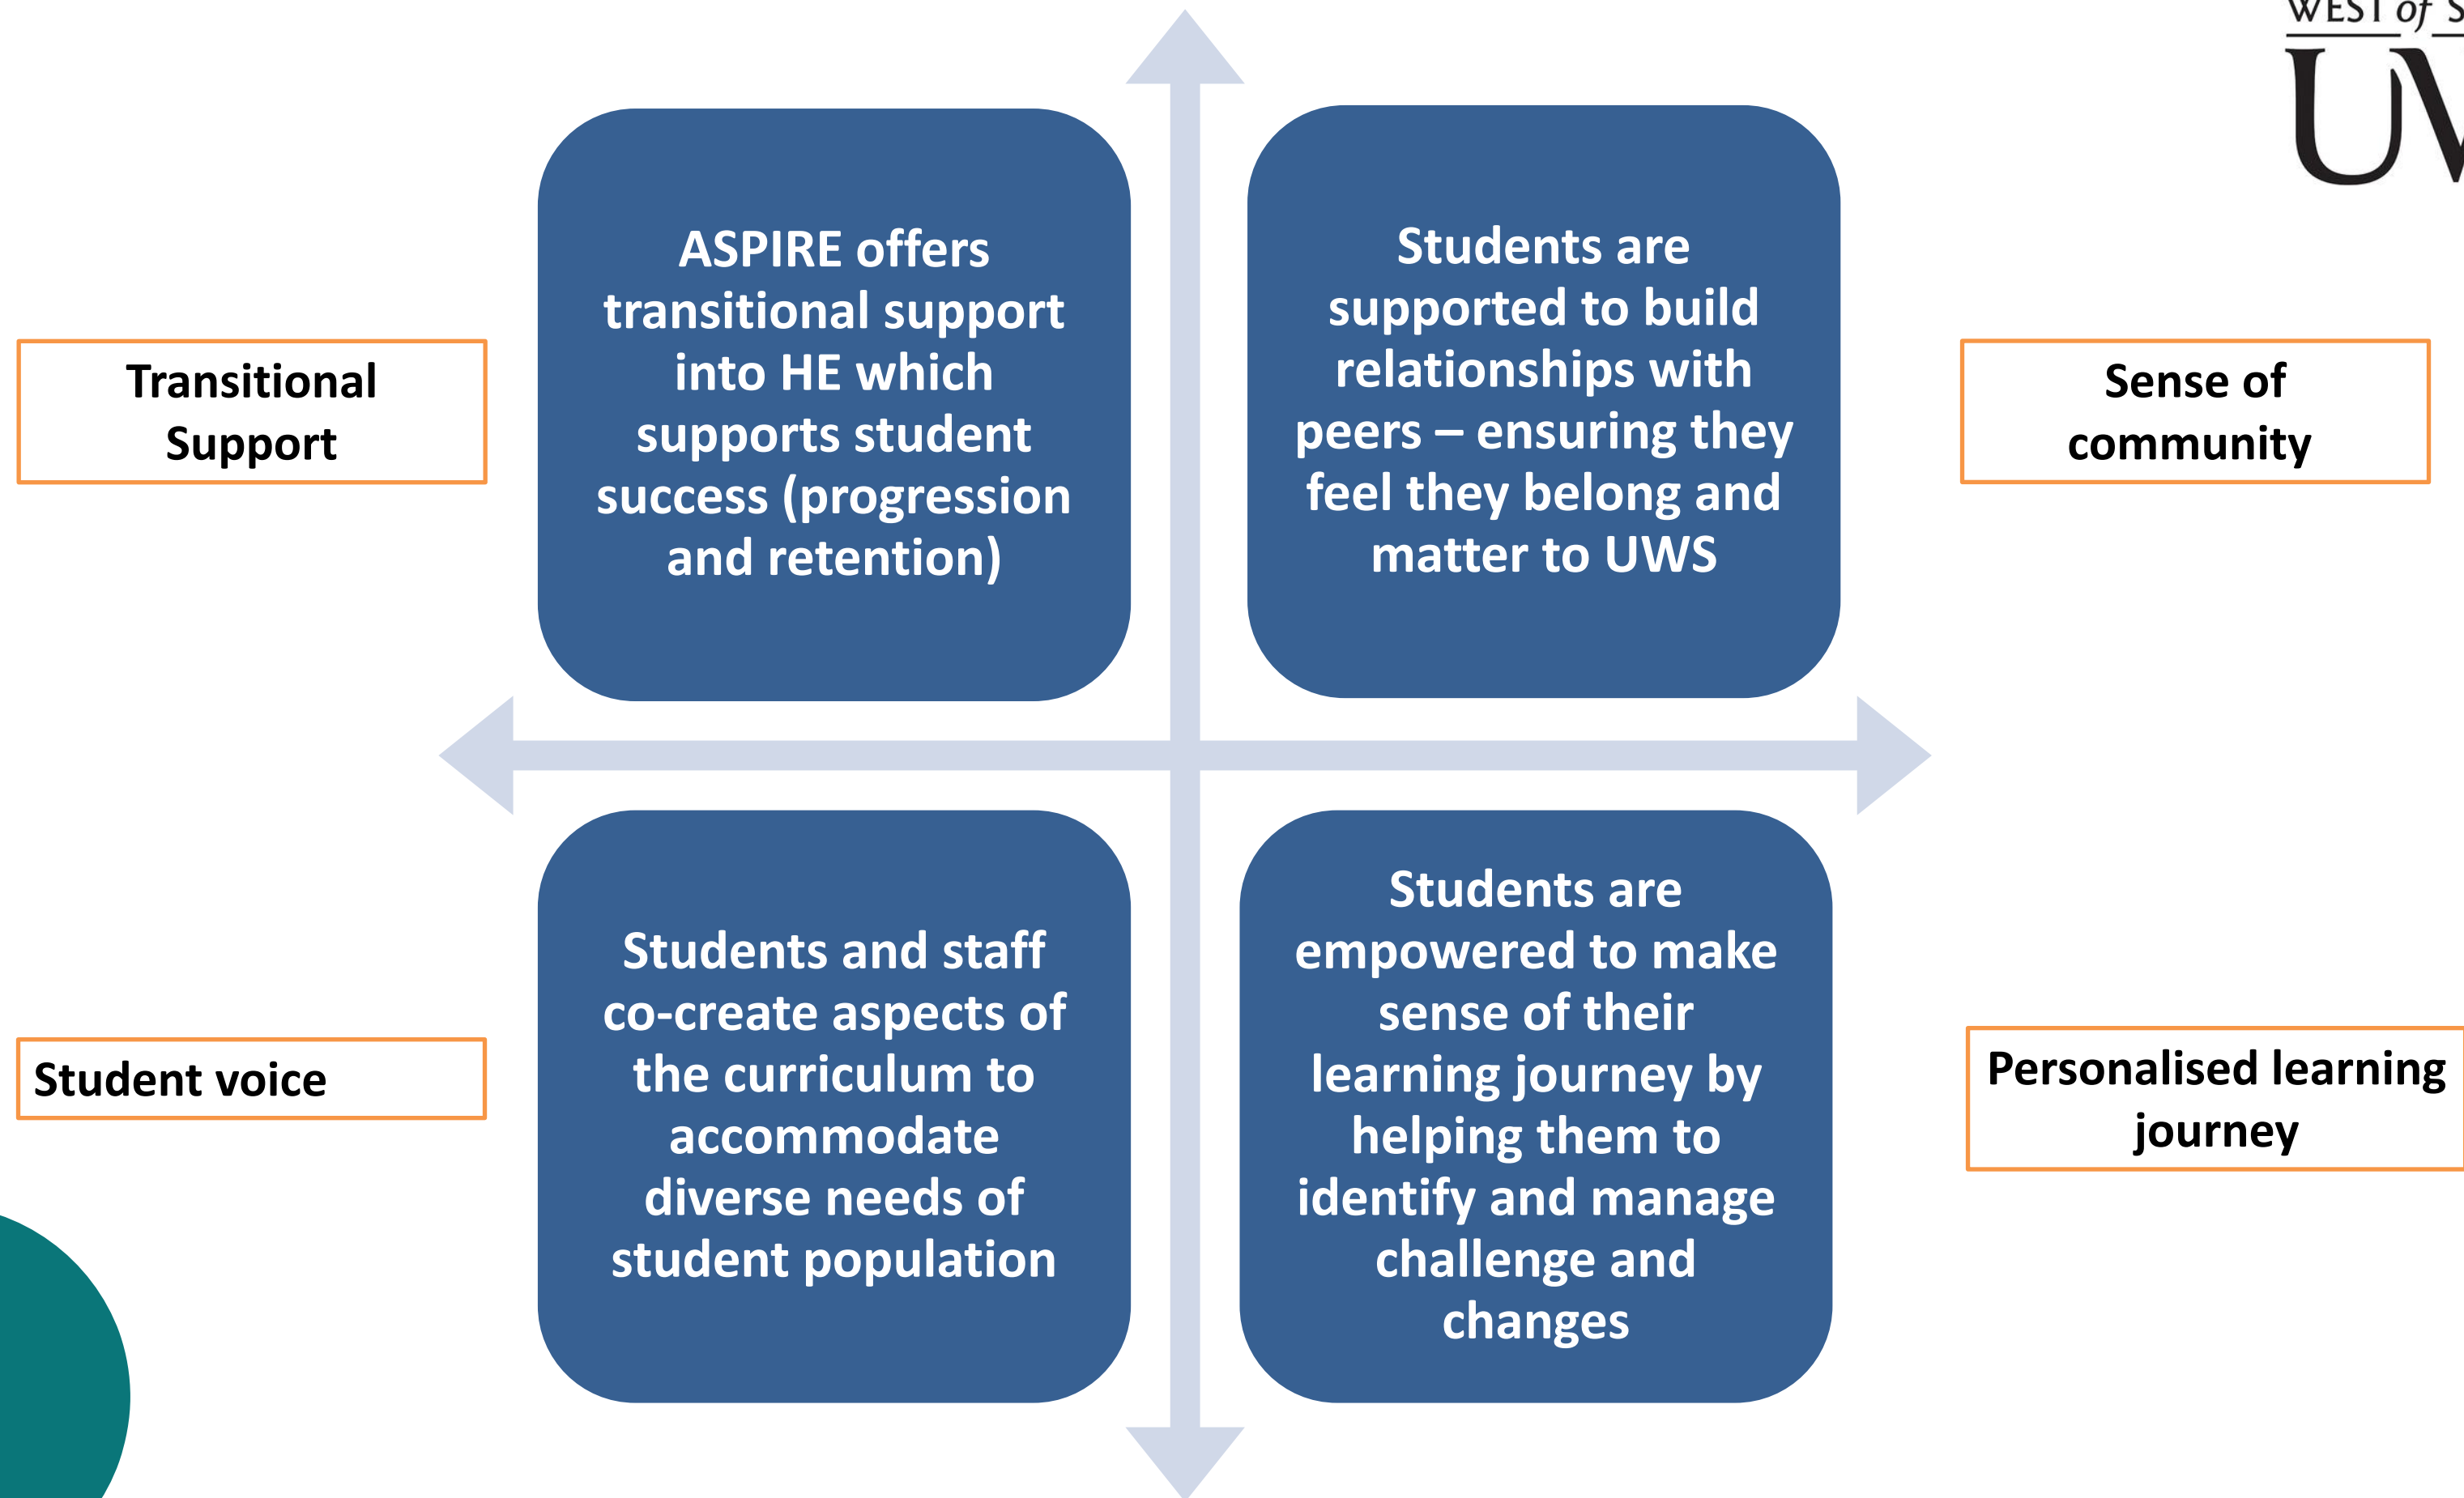 WEST of S
Transitional
Support
ASPIRE offers
transitional support
into HE which
supports student
success (progression
and retention)
Students are
supported to build
relationships with
peers – ensuring they
feel they belong and
matter to UWS
Sense of
community
Student voice
Students and staff
co-create aspects of
the curriculum to
accommodate
diverse needs of
student population
Students are
empowered to make
sense of their
learning journey by
helping them to
identify and manage
challenge and
changes
Personalised learning
journey